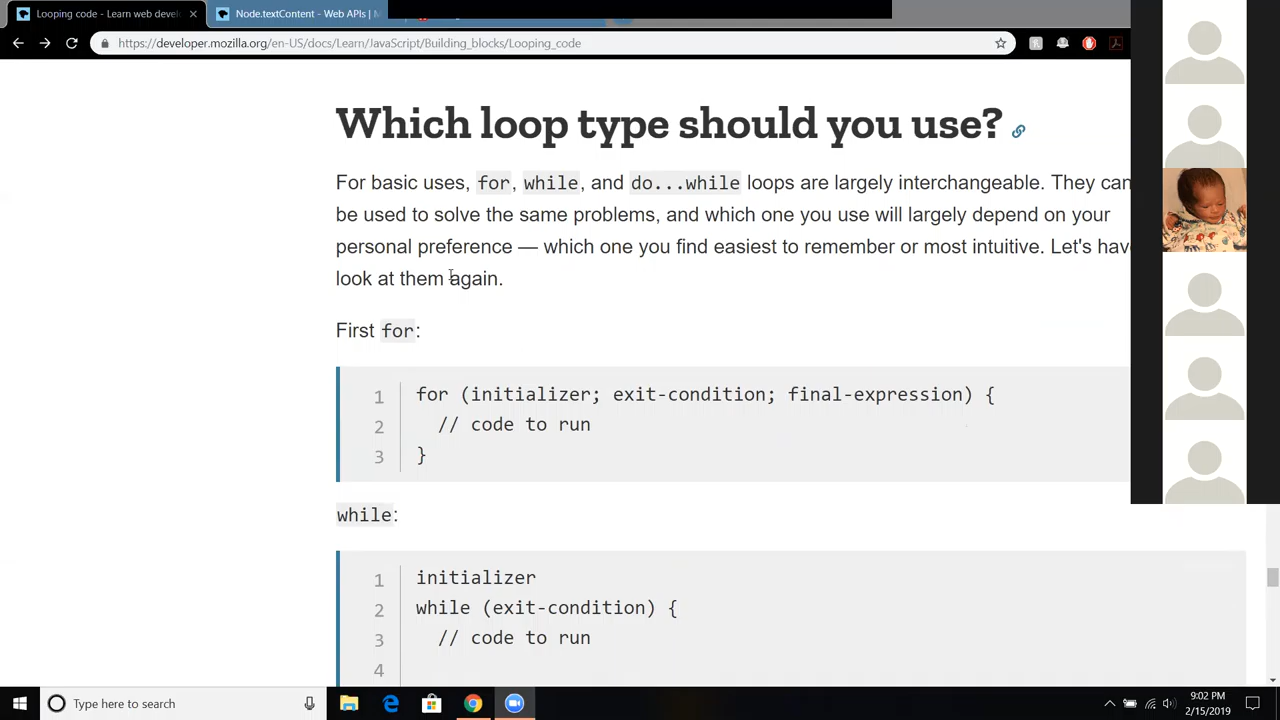 Looping code - Learn web devel
Node.textContent - Web APIs | M
https://developer.mozilla.org/en-US/docs/Learn/JavaScript/Building_blocks/Looping_code
Which loop type should you use?
For basic uses, for, while, and do...while loops are largely interchangeable. They can
be used to solve the same problems, and which one you use will largely depend on your
personal preference — which one you find easiest to remember or most intuitive. Let's have
look at them again.
First for:
1 for (initializer; exit-condition; final-expression) {
2 // code to run
3 }
while:
1 initializer
2 while (exit-condition) {
3 // code to run
4
Type here to search
9:02 PM
2/15/2019